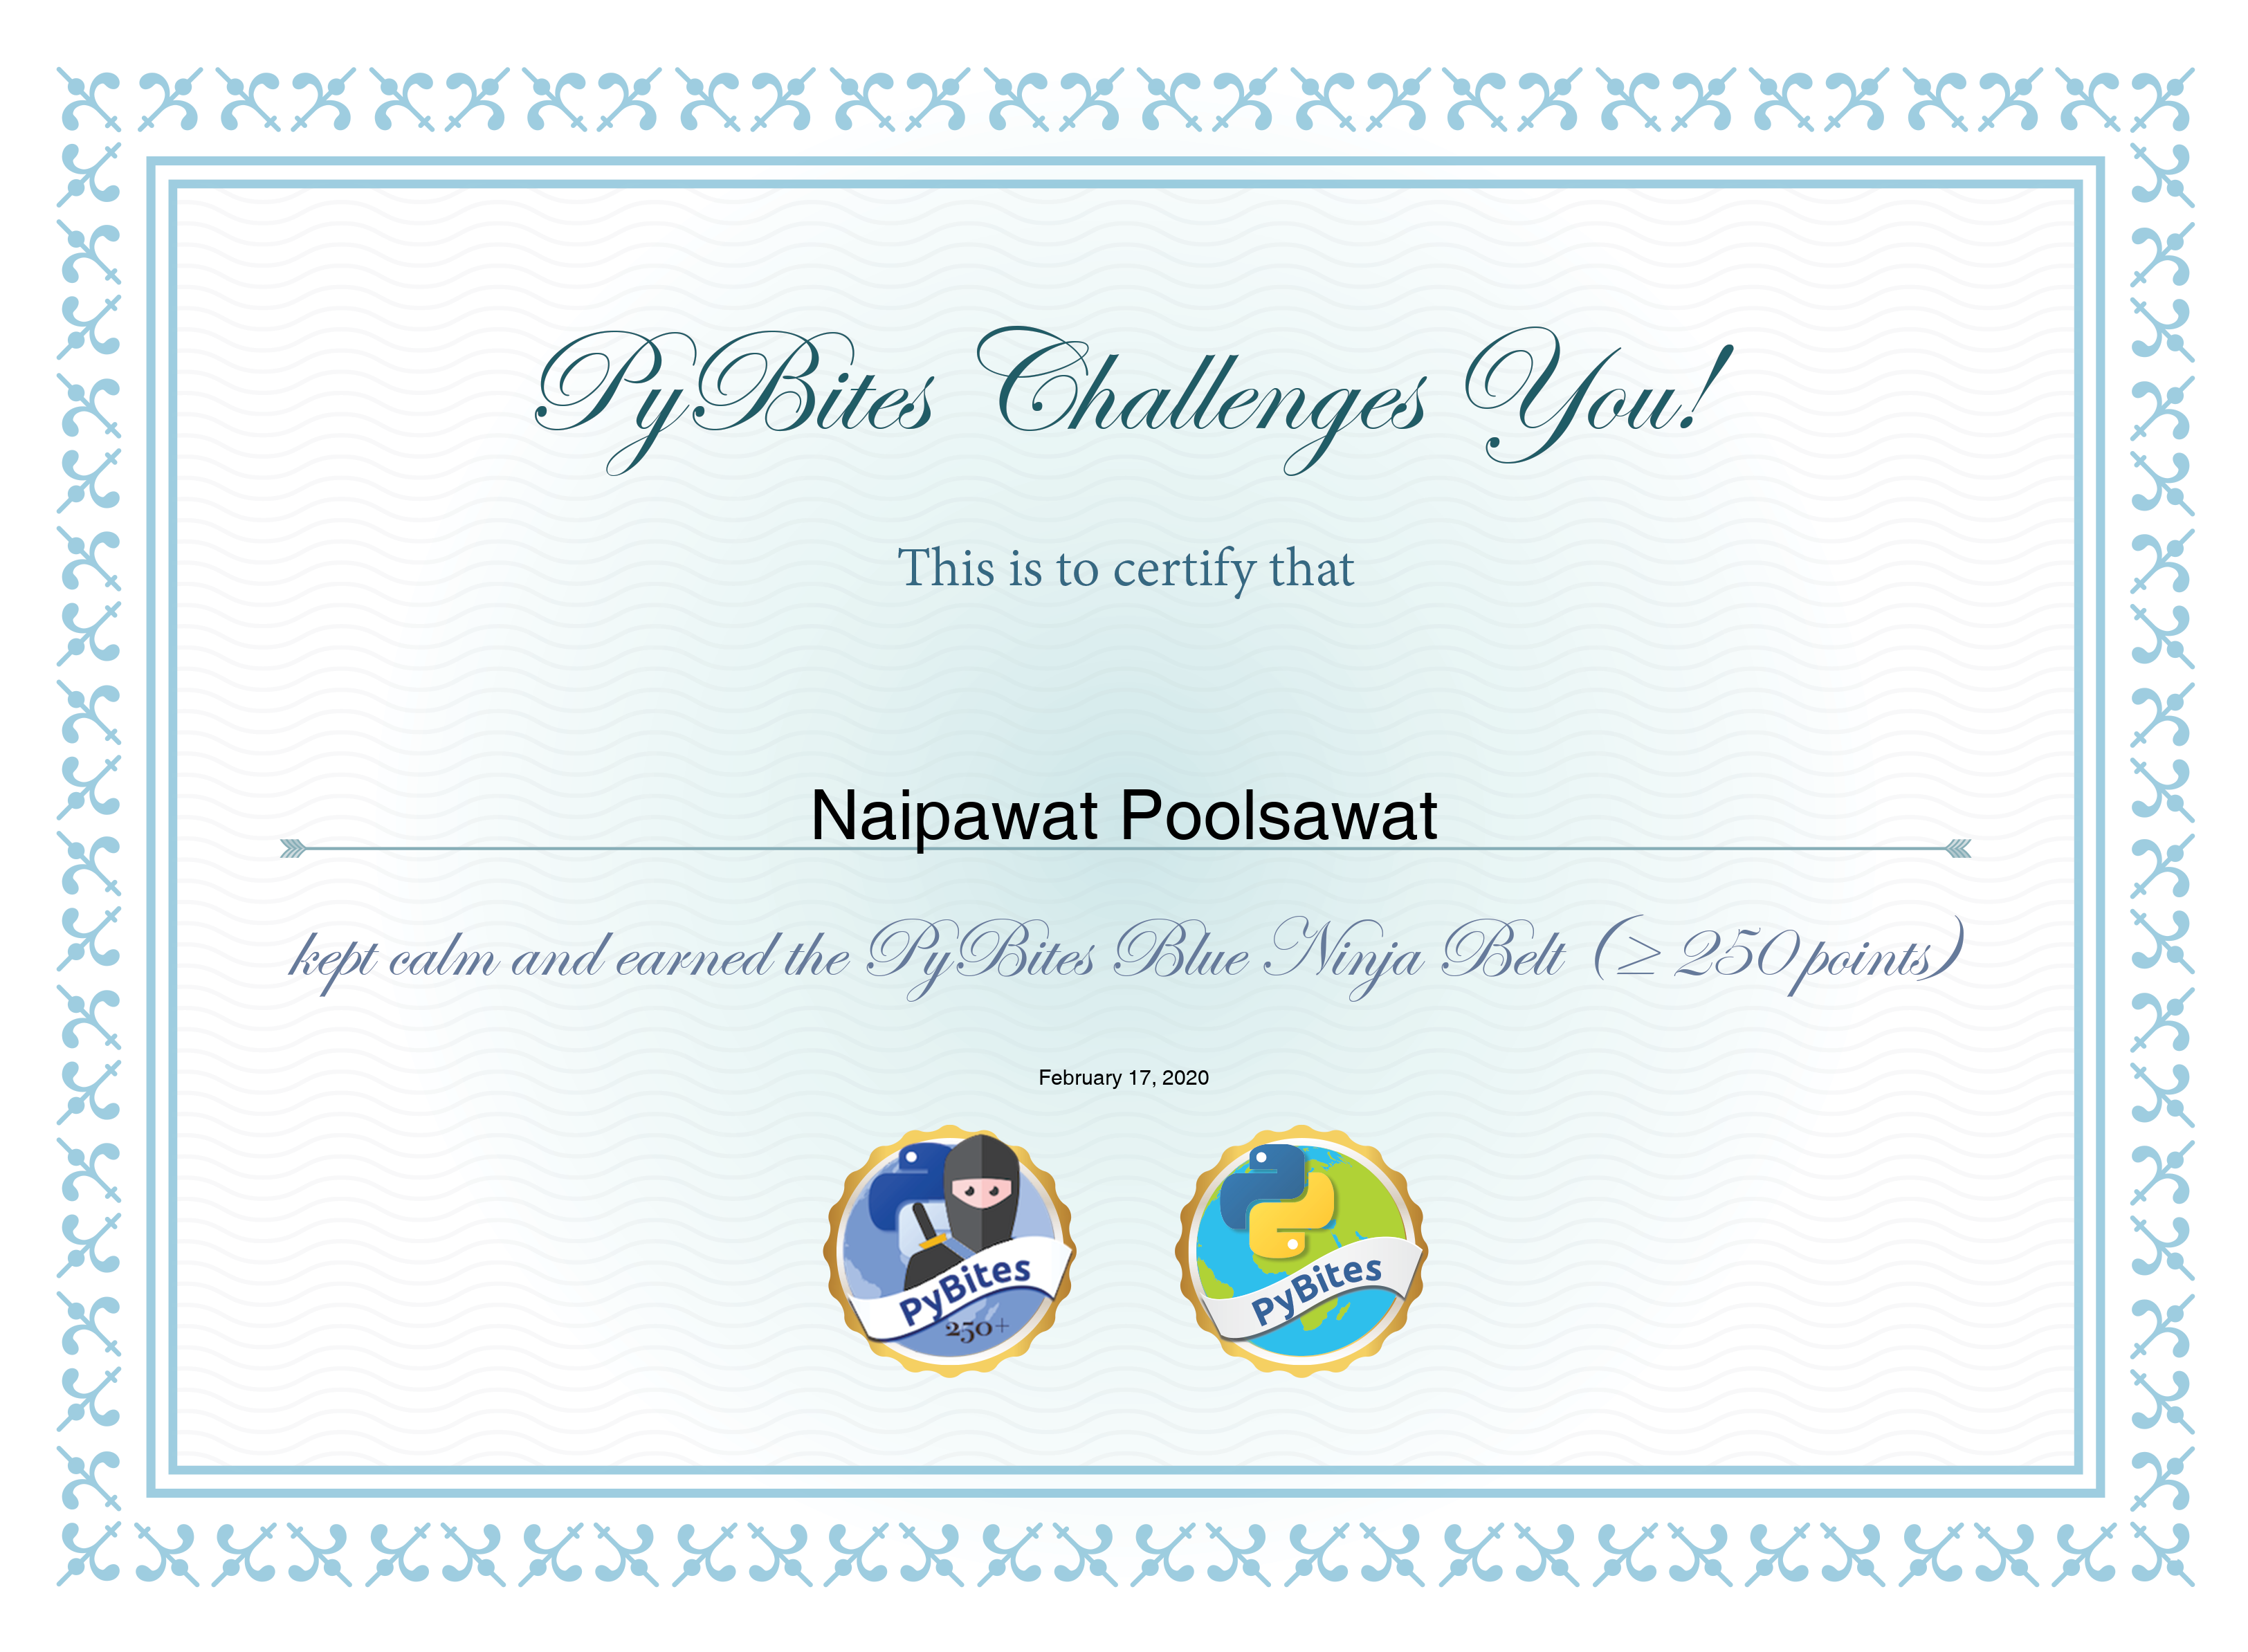 PyBites Challenges You!
This is to certify that
Naipawat Poolsawat
kept calm and earned the PyBites Blue Ninja Belt (≥ 250 points)
February 17, 2020
PyBites
250+
PyBites